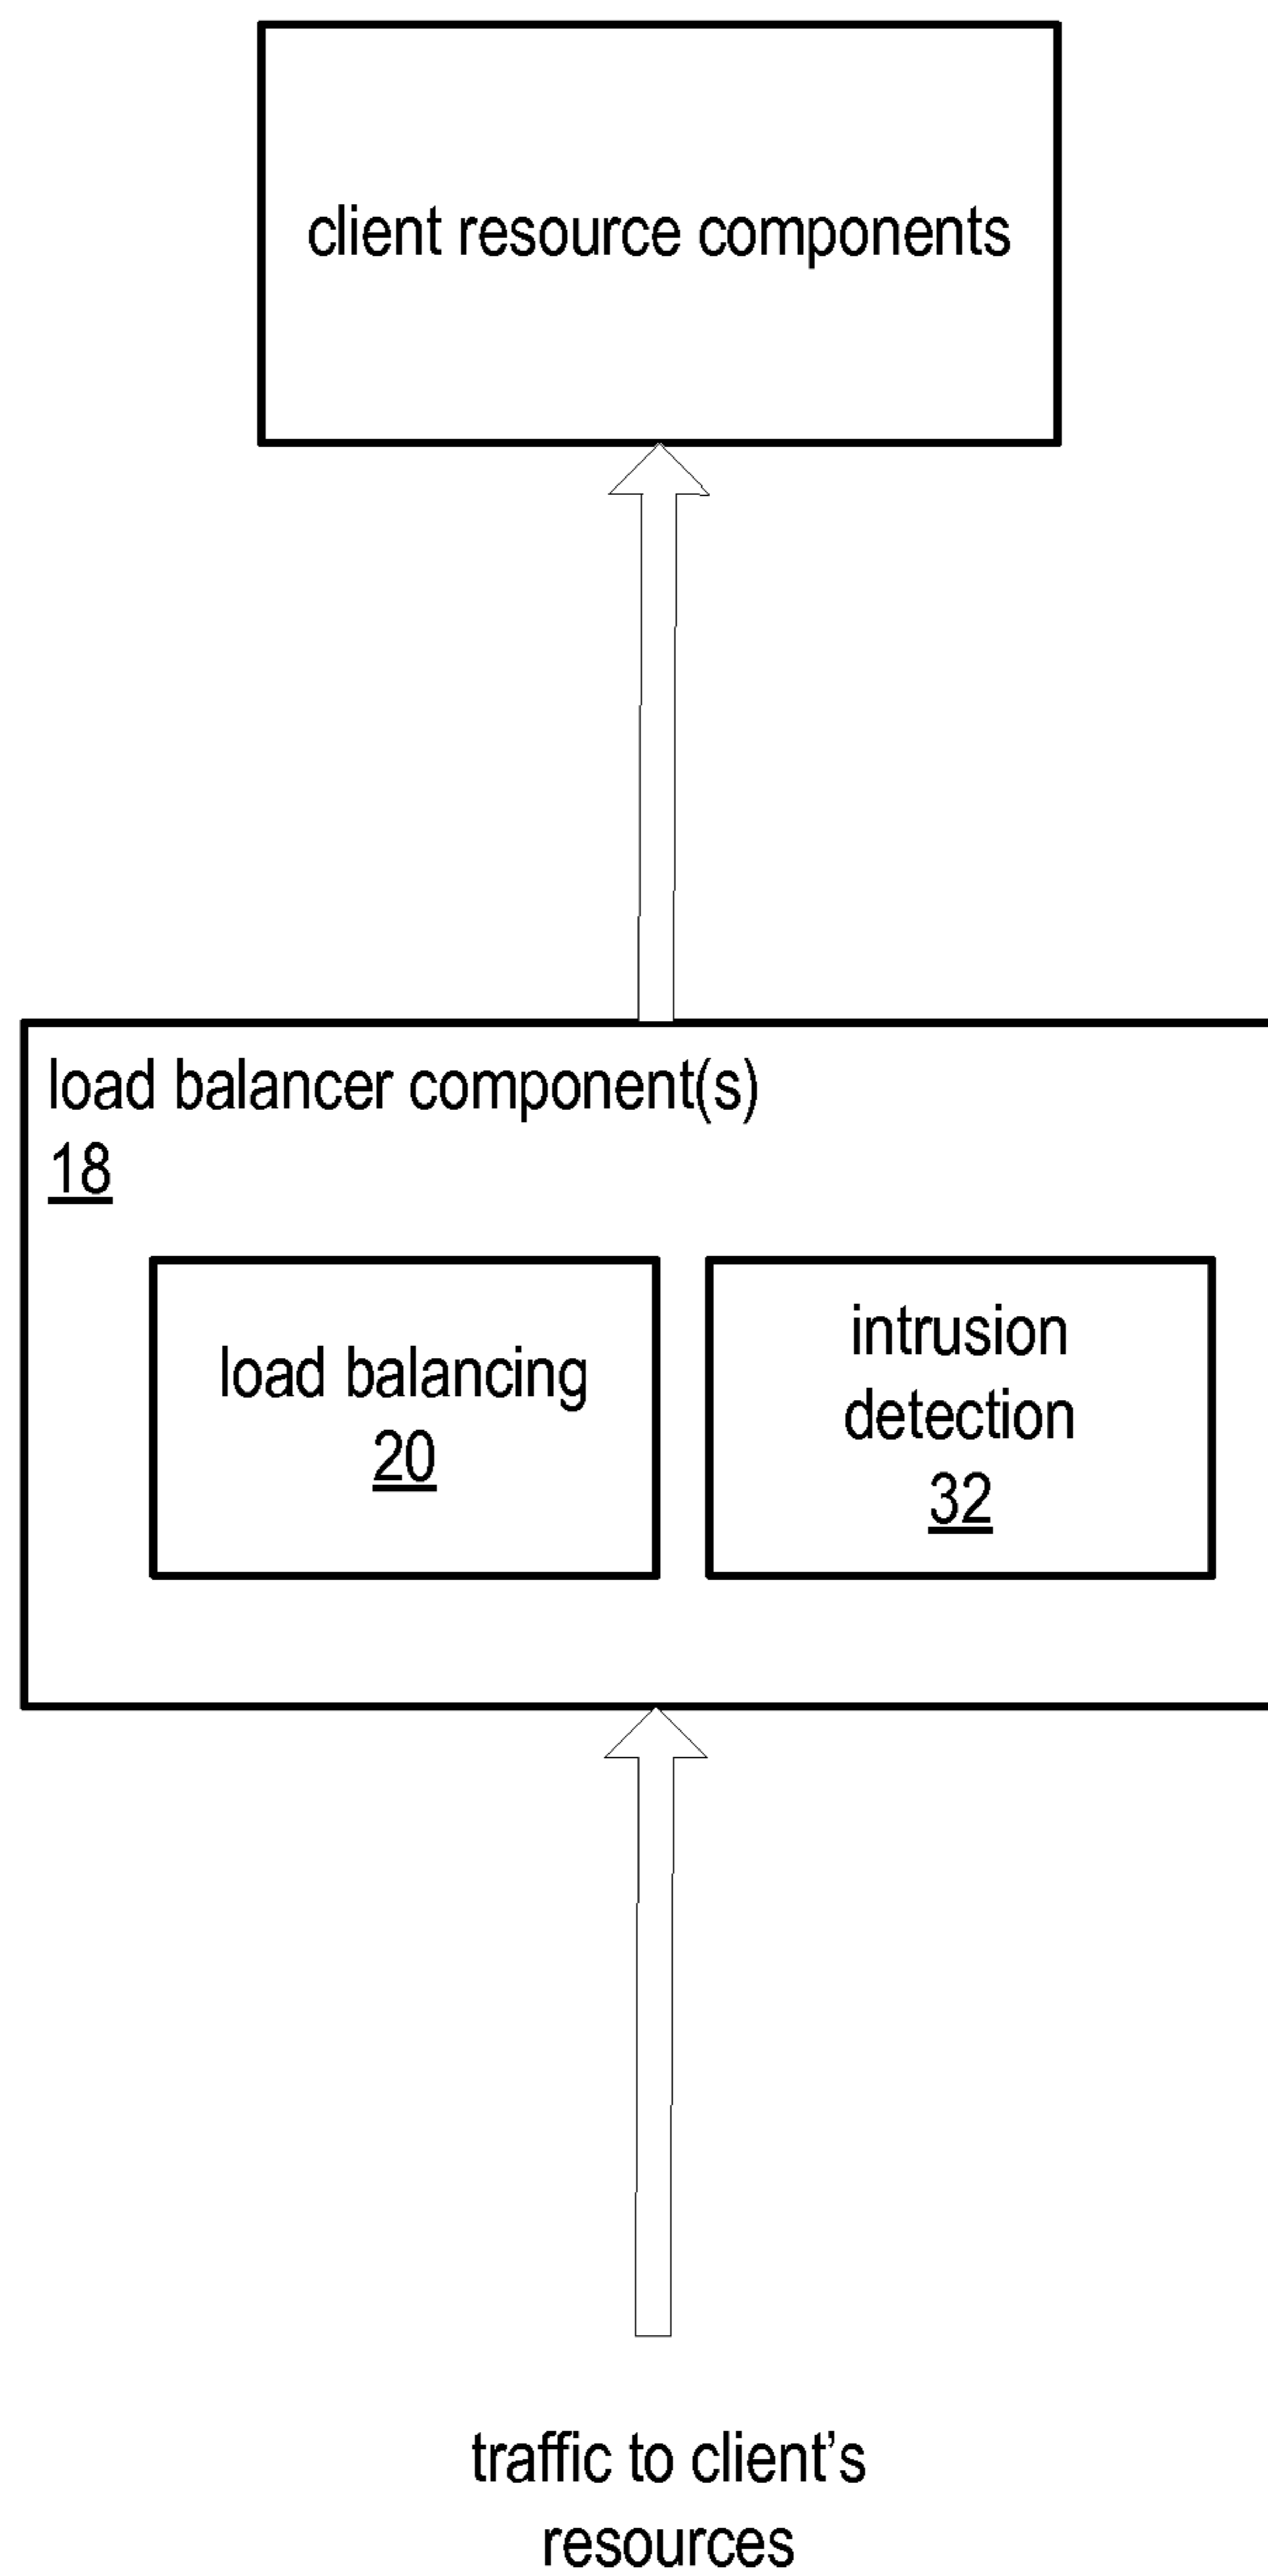 client resource components
load balancer component(s)
18
load balancing
20
intrusion
detection
32
traffic to client’s
resources